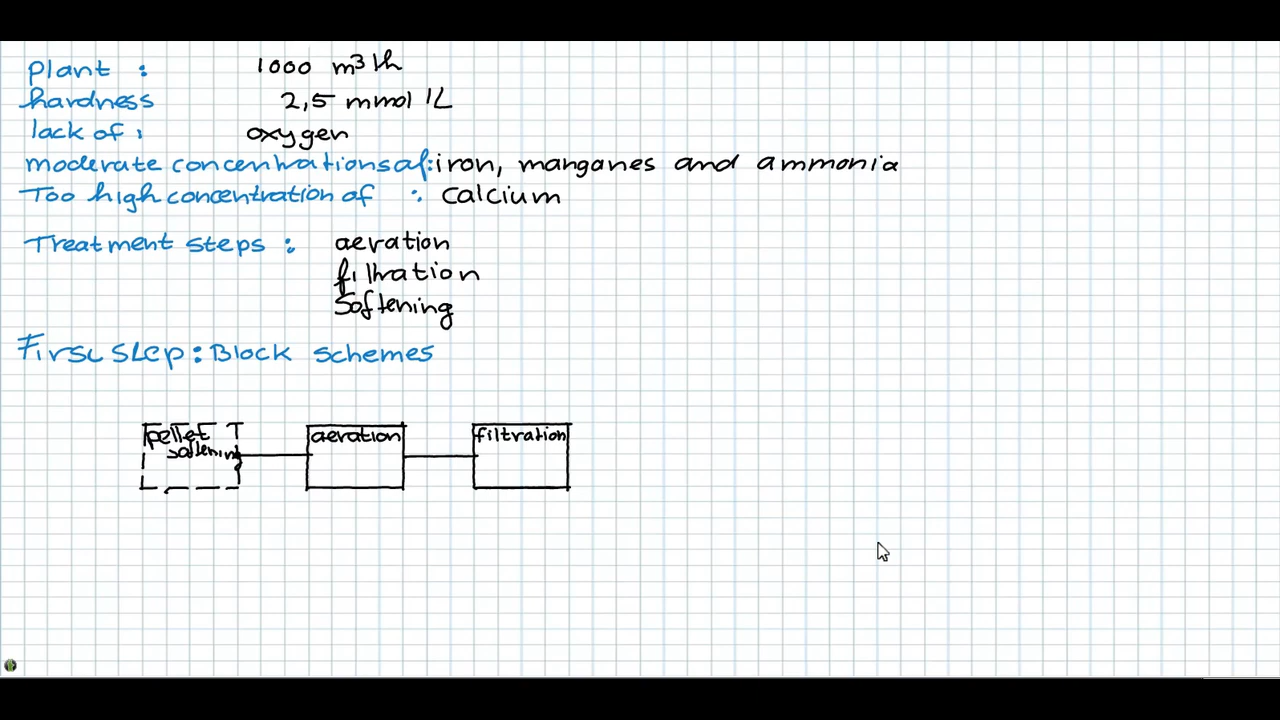 plant : 1000 m³/h
hardness 2,5 mmol/L
lack of : oxygen
moderate concentrations of: iron, manganes and ammonia
Too high concentration of : calcium
Treatment steps : aeration
filtration
Softening
First step: Block schemes
pellet softening
aeration
filtration